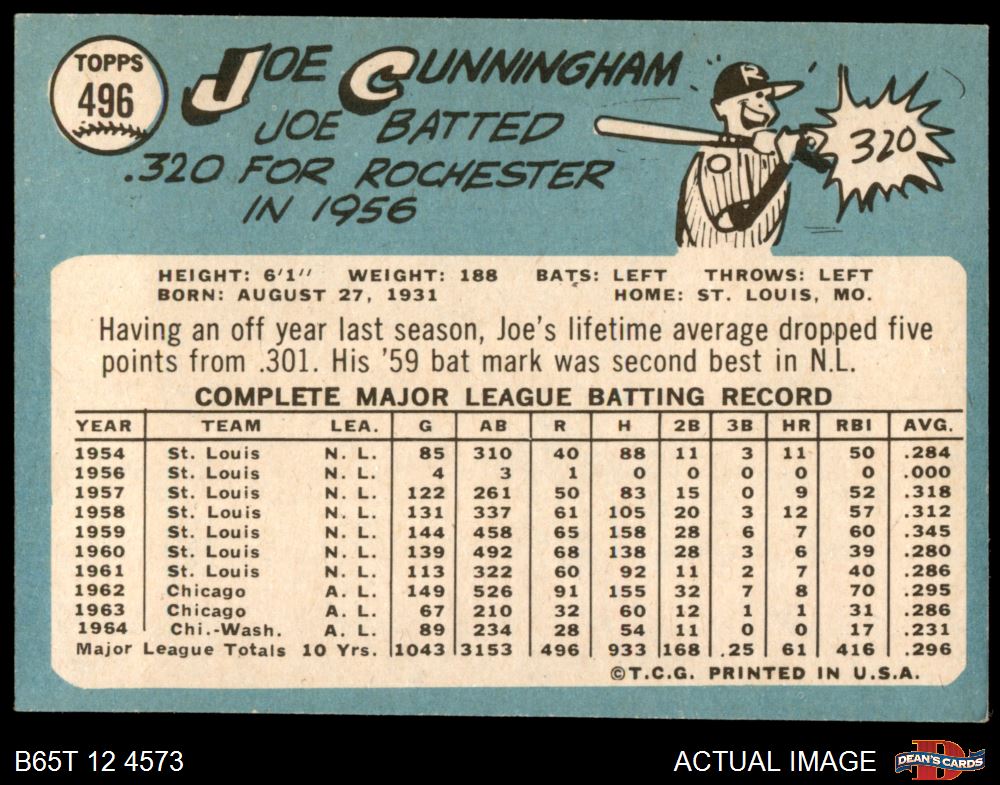 TOPPS
496
JOE CUNNINGHAM
JOE BATTED
.320 FOR ROCHESTER
IN 1956
320
HEIGHT: 6'1" WEIGHT: 188 BATS: LEFT THROWS: LEFT
BORN: AUGUST 27, 1931 HOME: ST. LOUIS, MO.
Having an off year last season, Joe's lifetime average dropped five
points from .301. His '59 bat mark was second best in N.L.
COMPLETE MAJOR LEAGUE BATTING RECORD
YEAR TEAM LEA. G AB R H 2B 3B HR RBI AVG.
1954 St. Louis N. L. 85 310 40 88 11 3 11 50 .284
1956 St. Louis N. L. 4 3 1 0 0 0 0 0 .000
1957 St. Louis N. L. 122 261 50 83 15 0 9 52 .318
1958 St. Louis N. L. 131 337 61 105 20 3 12 57 .312
1959 St. Louis N. L. 144 458 65 158 28 6 7 60 .345
1960 St. Louis N. L. 139 492 68 138 28 3 6 39 .280
1961 St. Louis N. L. 113 322 60 92 11 2 7 40 .286
1962 Chicago A. L. 149 526 91 155 32 7 8 70 .295
1963 Chicago A. L. 67 210 32 60 12 1 1 31 .286
1964 Chi.-Wash. A. L. 89 234 28 54 11 0 0 17 .231
Major League Totals 10 Yrs. 1043 3153 496 933 168 .25 61 416 .296
©T.C.G. PRINTED IN U.S.A.
B65T 12 4573 ACTUAL IMAGE DEAN'S CARDS